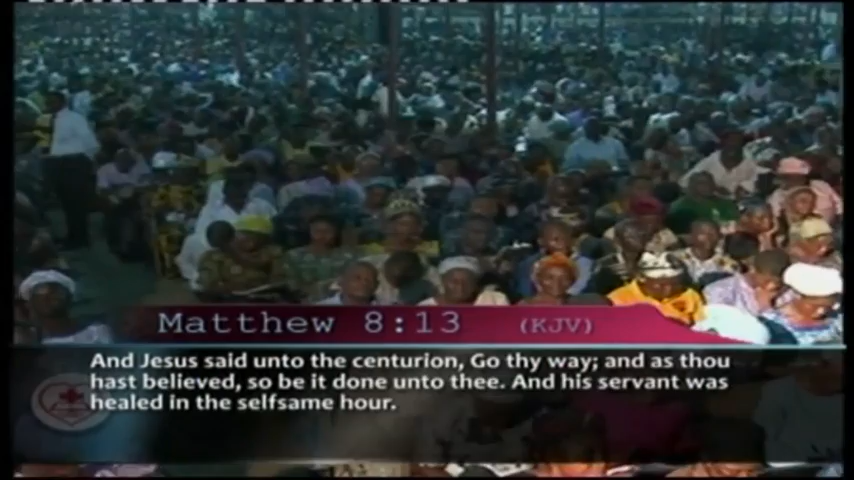 Matthew 8:13 (KJV)
And Jesus said unto the centurion, Go thy way; and as thou
hast believed, so be it done unto thee. And his servant was
healed in the selfsame hour.